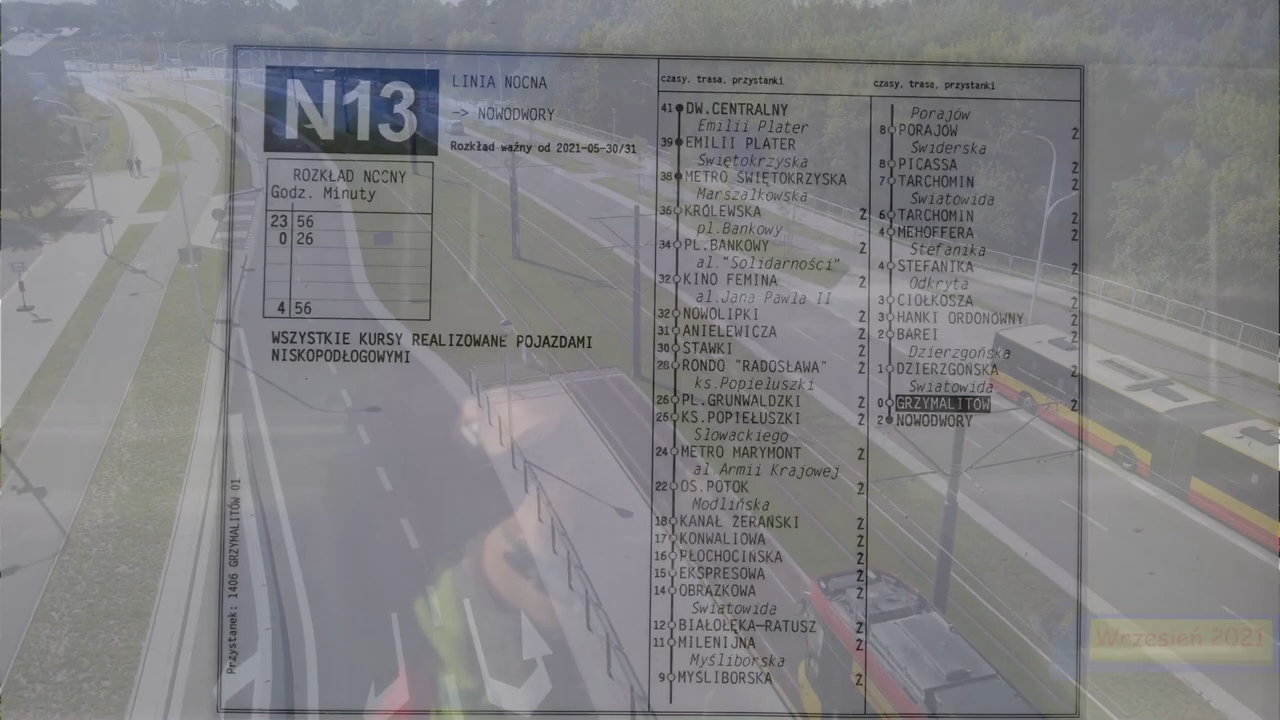 N13
LINIA NOCNA
-> NOWODWORY
Rozkład ważny od 2021-05-30/31
ROZKŁAD NOCNY
Godz. Minuty
23 56
0 26
4 56
WSZYSTKIE KURSY REALIZOWANE POJAZDAMI
NISKOPODŁOGOWYMI
Przystanek: 1406 GRZYMALITÓW 01
czasy, trasa, przystanki
41 DW.CENTRALNY
Emilii Plater
39 EMILII PLATER
Świętokrzyska
38 METRO ŚWIĘTOKRZYSKA
Marszałkowska
36 KRÓLEWSKA Ż
pl.Bankowy
34 PL.BANKOWY Ż
al."Solidarności"
32 KINO FEMINA Ż
al.Jana Pawła II
32 NOWOLIPKI Ż
31 ANIELEWICZA Ż
30 STAWKI Ż
28 RONDO "RADOSŁAWA" Ż
ks.Popiełuszki
26 PL.GRUNWALDZKI Ż
26 KS.POPIEŁUSZKI Ż
Słowackiego
24 METRO MARYMONT Ż
al.Armii Krajowej
22 OS.POTOK Ż
Modlińska
18 KANAŁ ŻERAŃSKI Ż
17 KONWALIOWA Ż
16 PŁOCHOCIŃSKA Ż
15 EKSPRESOWA Ż
14 OBRAZKOWA Ż
Światowida
12 BIAŁOŁĘKA-RATUSZ Ż
11 MILENIJNA Ż
Myśliborska
9 MYŚLIBORSKA Ż
czasy, trasa, przystanki
Porajów
8 PORAJÓW Ż
Świderska
8 PICASSA Ż
7 TARCHOMIN Ż
Światowida
6 TARCHOMIN Ż
4 MEHOFFERA Ż
Stefanika
4 STEFANIKA Ż
Odkryta
3 CIOŁKOSZA Ż
3 HANKI ORDONÓWNY Ż
2 BAREI Ż
Dzierzgońska
1 DZIERZGOŃSKA Ż
Światowida
0 GRZYMALITÓW Ż
2 NOWODWORY
Wrzesień 2021